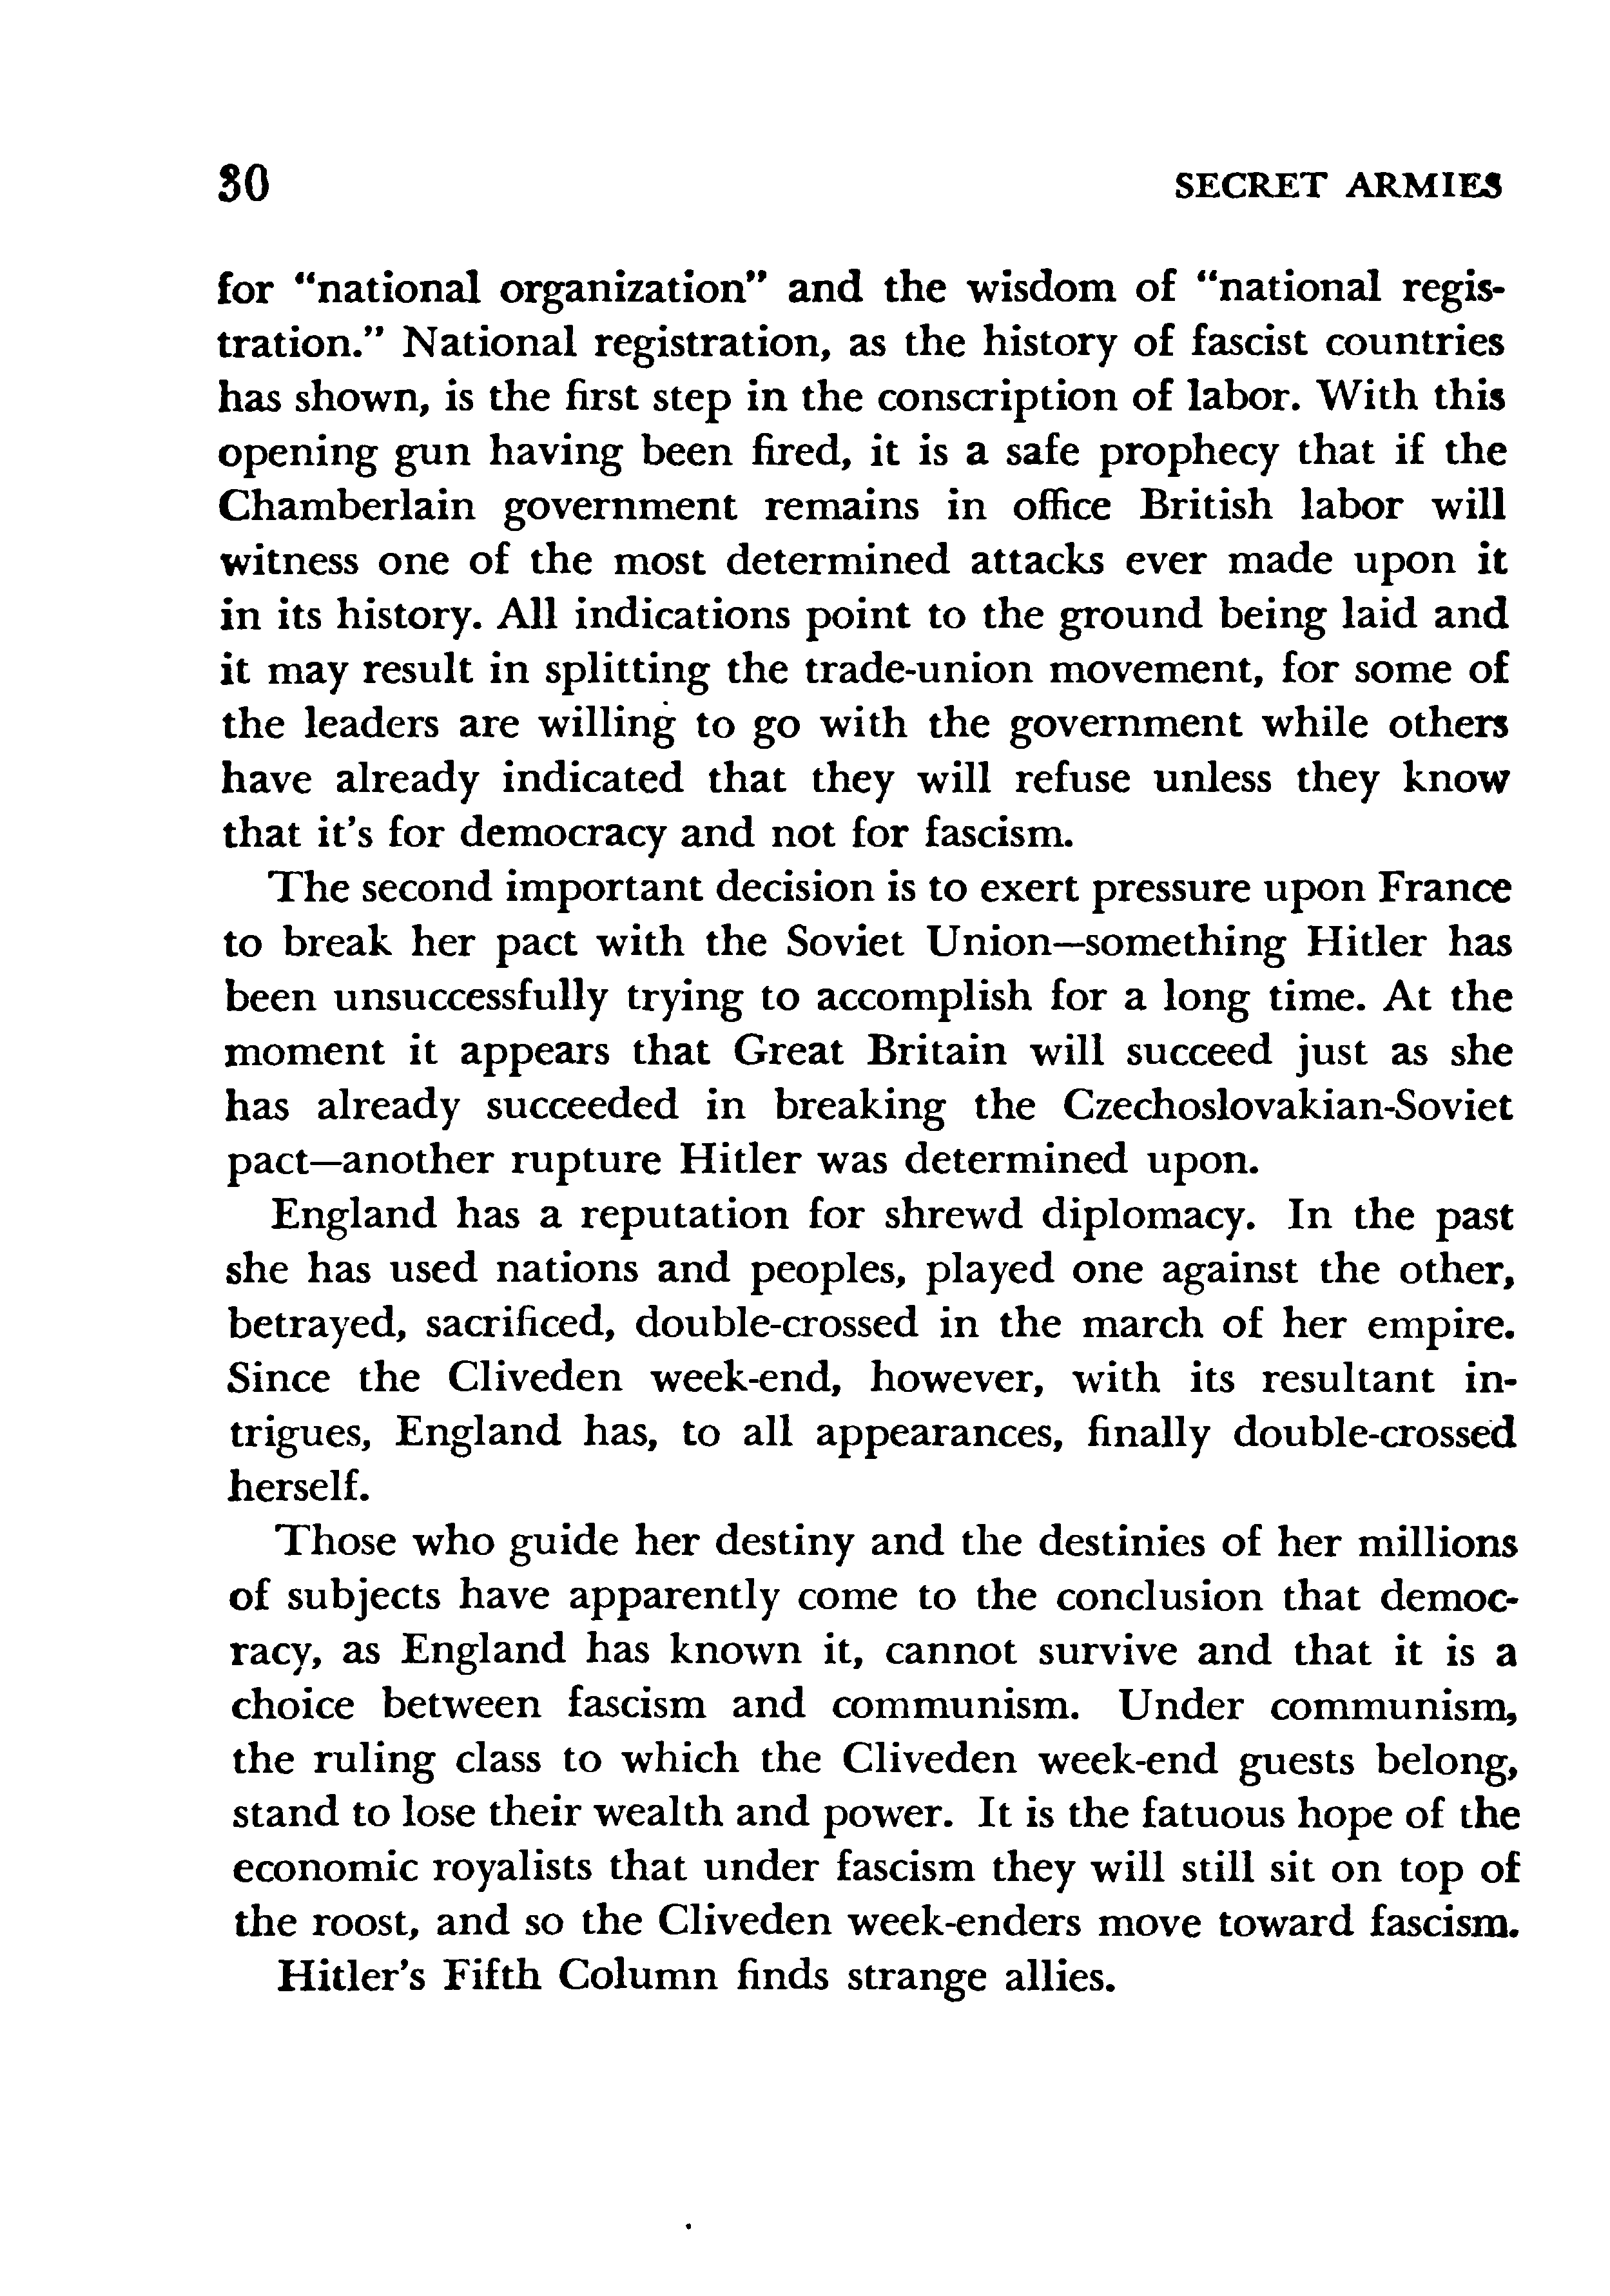 30 SECRET ARMIES
for “national organization” and the wisdom of “national regis-
tration.” National registration, as the history of fascist countries
has shown, is the first step in the conscription of labor. With this
opening gun having been fired, it is a safe prophecy that if the
Chamberlain government remains in office British labor will
witness one of the most determined attacks ever made upon it
in its history. All indications point to the ground being laid and
it may result in splitting the trade-union movement, for some of
the leaders are willing to go with the government while others
have already indicated that they will refuse unless they know
that it’s for democracy and not for fascism.
The second important decision is to exert pressure upon France
to break her pact with the Soviet Union—something Hitler has
been unsuccessfully trying to accomplish for a long time. At the
moment it appears that Great Britain will succeed just as she
has already succeeded in breaking the Czechoslovakian-Soviet
pact—another rupture Hitler was determined upon.
England has a reputation for shrewd diplomacy. In the past
she has used nations and peoples, played one against the other,
betrayed, sacrificed, double-crossed in the march of her empire.
Since the Cliveden week-end, however, with its resultant in-
trigues, England has, to all appearances, finally double-crossed
herself.
Those who guide her destiny and the destinies of her millions
of subjects have apparently come to the conclusion that democ-
racy, as England has known it, cannot survive and that it is a
choice between fascism and communism. Under communism,
the ruling class to which the Cliveden week-end guests belong,
stand to lose their wealth and power. It is the fatuous hope of the
economic royalists that under fascism they will still sit on top of
the roost, and so the Cliveden week-enders move toward fascism.
Hitler’s Fifth Column finds strange allies.